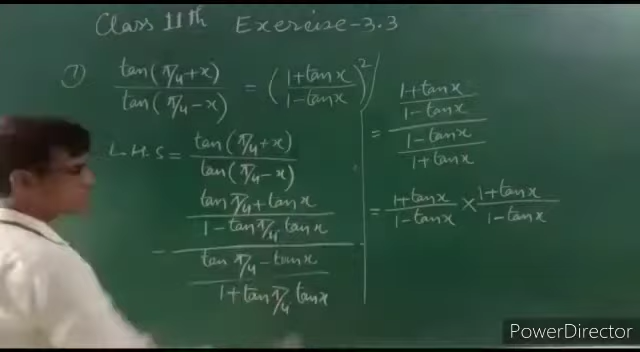 Class 11th Exercise-3.3
① tan(π/4+x) / tan(π/4-x) = (1+tanx / 1-tanx)²
L.H.S = tan(π/4+x) / tan(π/4-x)
tanπ/4+tanx / 1-tanπ/4 tanx
-
tanπ/4-tanx / 1+tanπ/4 tanx
= 1+tanx / 1-tanx / 1-tanx / 1+tanx
= 1+tanx / 1-tanx × 1+tanx / 1-tanx
PowerDirector